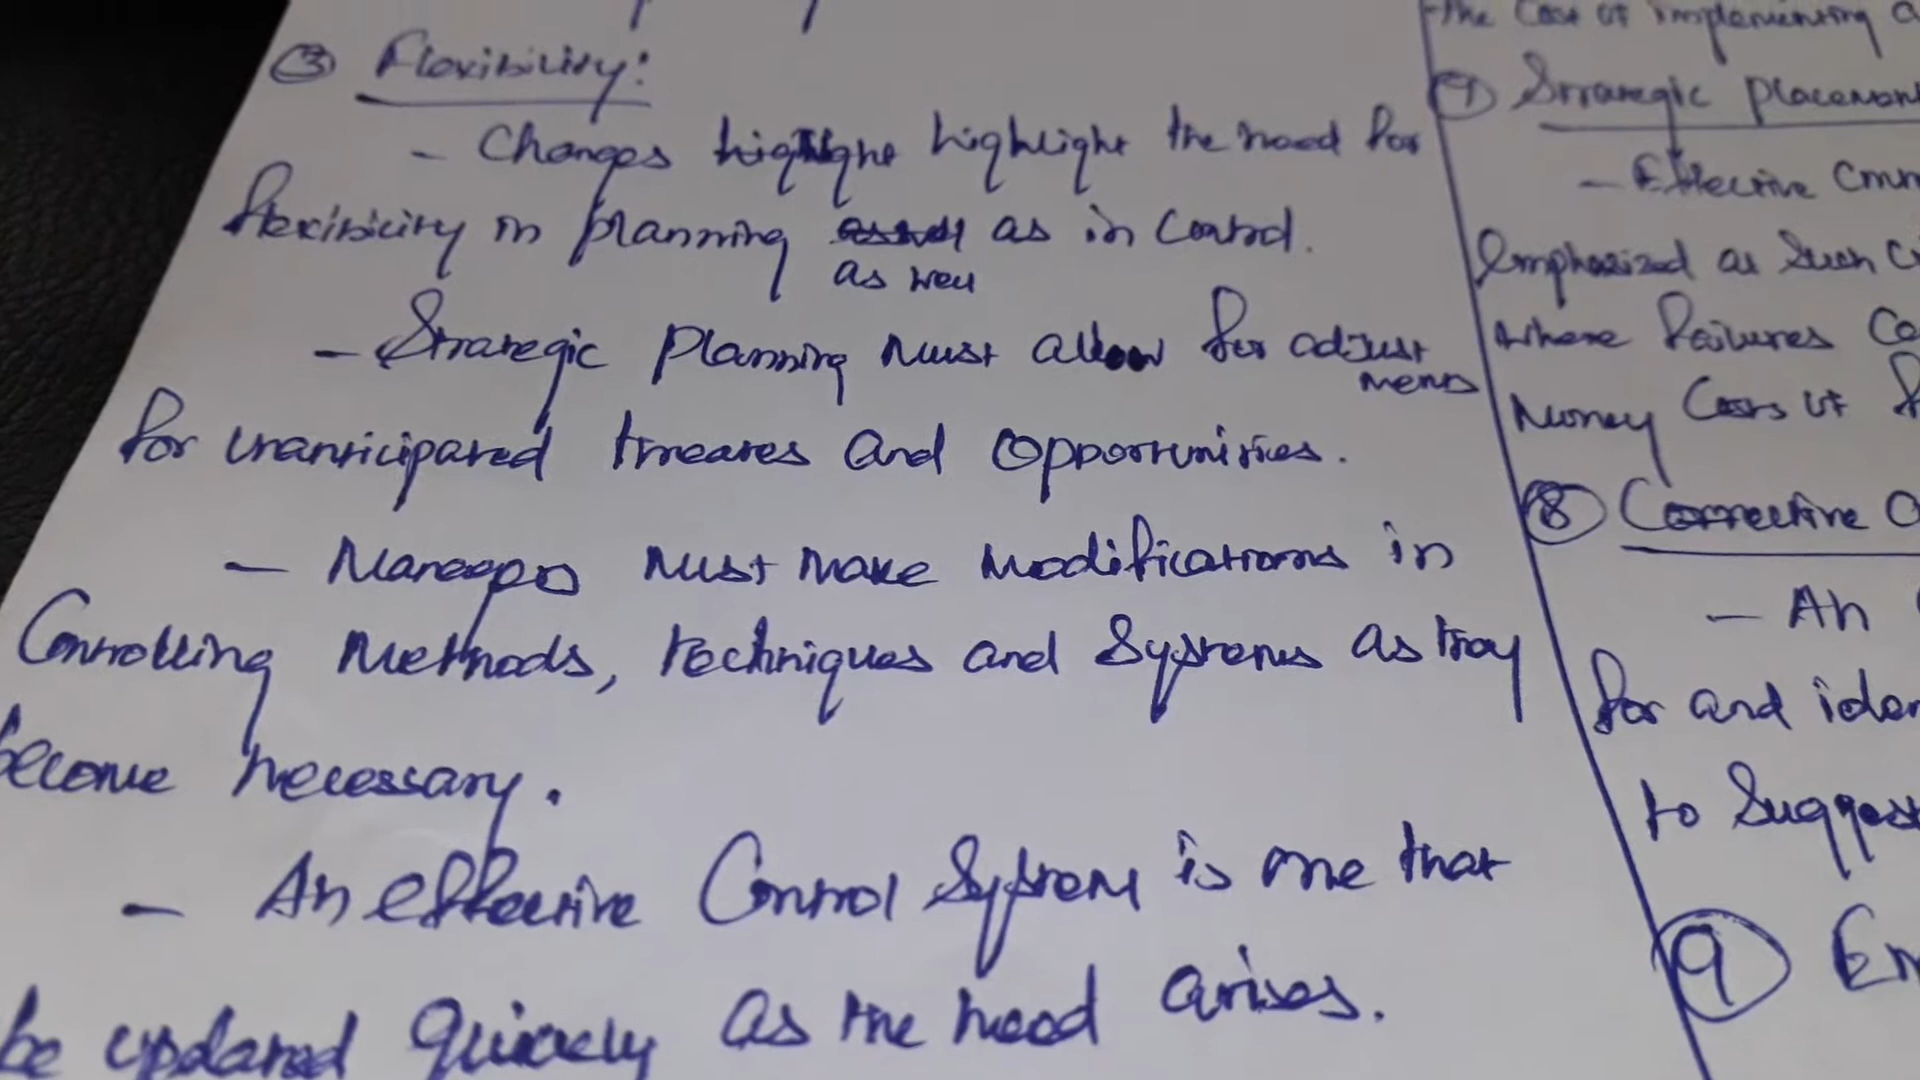 ③ Flexibility:
- Changes highlight the need for
flexibility in planning as in Control.
as well
- Strategic Planning must allow for adjust
ments
for unanticipated threates and opportunities.
- Managers must make modifications in
Controlling Methods, techniques and Systems as they
become necessary.
- An effective Control System is one that
be updated quickly as the need arises.
the Cost of implementing
⑦ Strategic placement
- Effective
emphasized as Such
where failures
Money Costs of
⑧ Corrective
- An
for and iden
to Suggest
⑨ Em